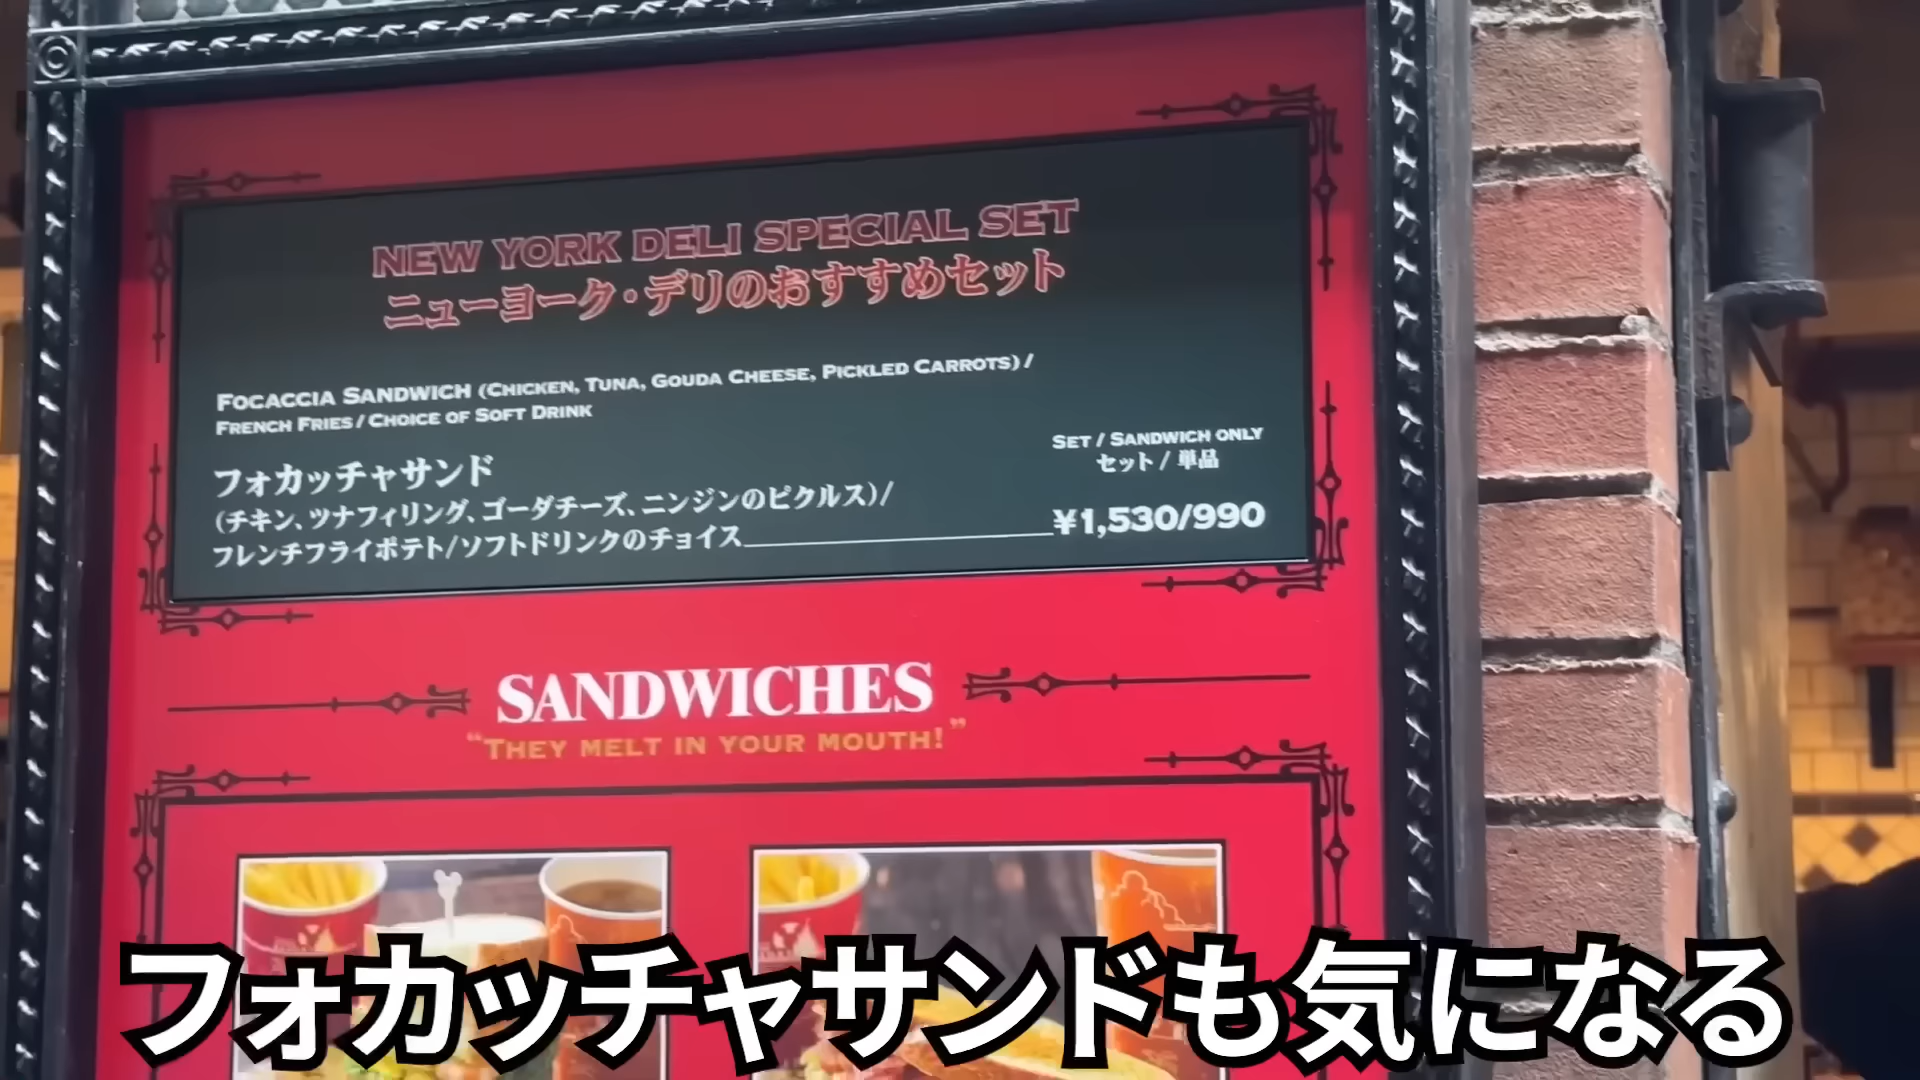 NEW YORK DELI SPECIAL SET
ニューヨーク・デリのおすすめセット
FOCACCIA SANDWICH (CHICKEN, TUNA, GOUDA CHEESE, PICKLED CARROTS) /
FRENCH FRIES / CHOICE OF SOFT DRINK
SET / SANDWICH ONLY
セット / 単品
フォカッチャサンド
(チキン、ツナフィリング、ゴーダチーズ、ニンジンのピクルス)/
フレンチフライポテト/ソフトドリンクのチョイス ¥1,530/990
SANDWICHES
“THEY MELT IN YOUR MOUTH!”
フォカッチャサンドも気になる